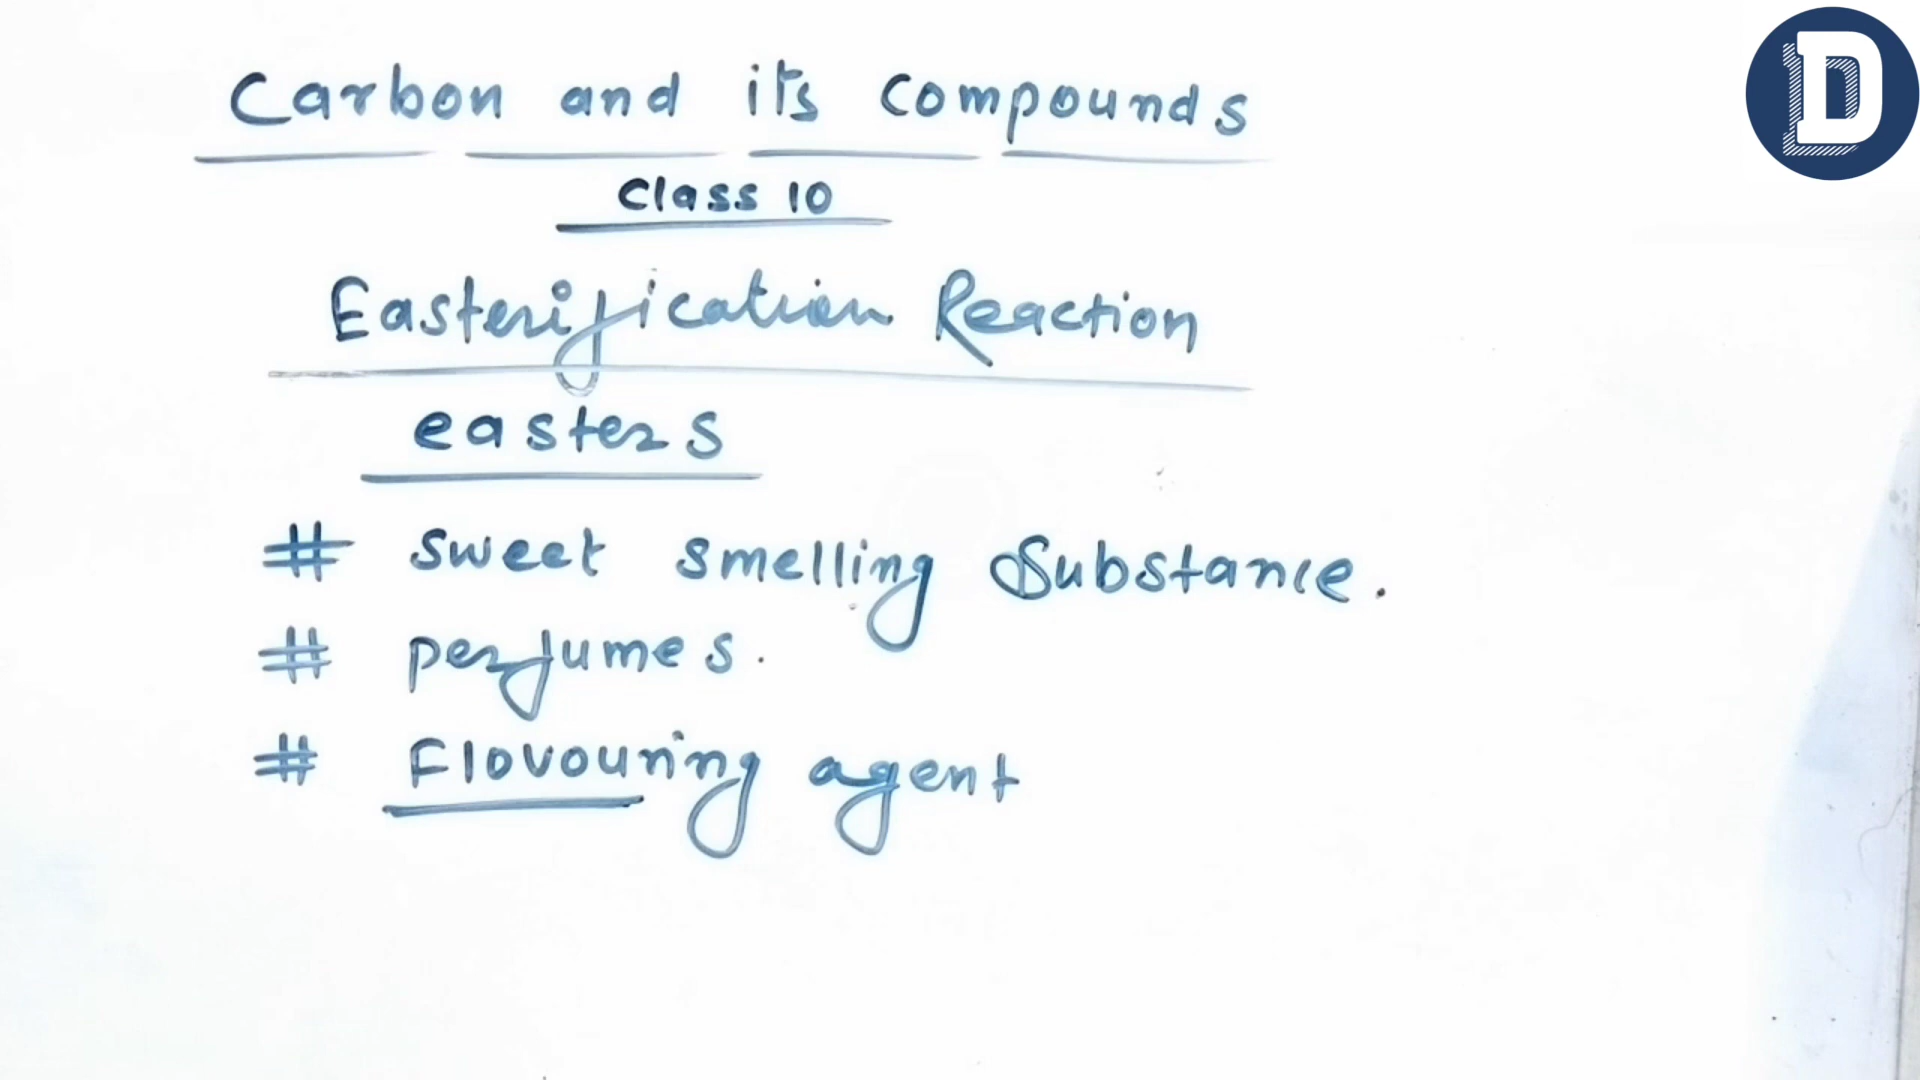 D
Carbon and its compounds
Class 10
Easterification Reaction
easters
# sweet smelling Substance.
# perfumes.
# Flovouring agent